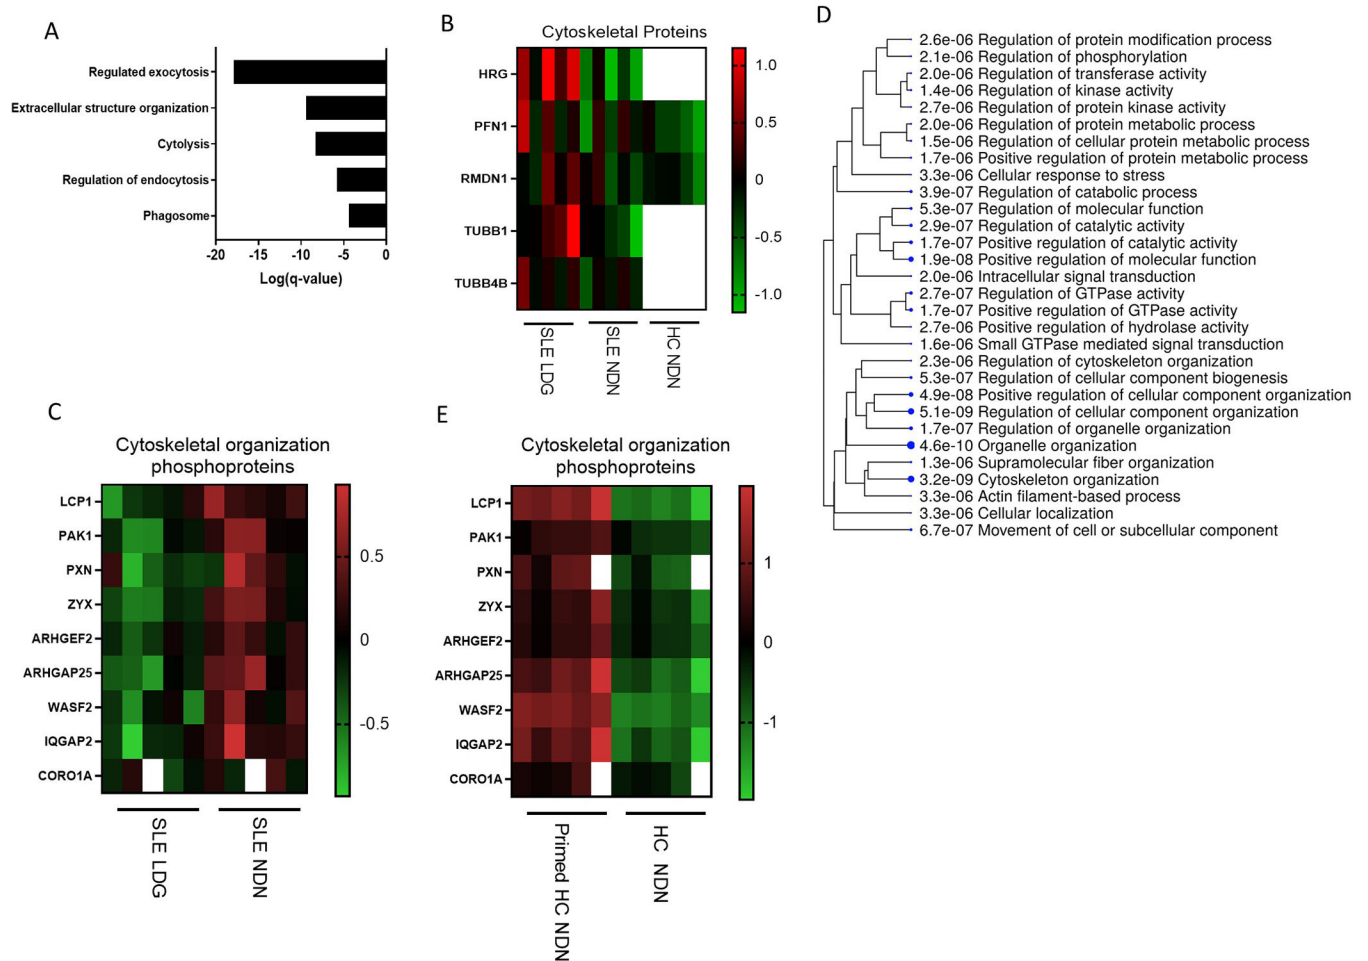 A
Regulated exocytosis
Extracellular structure organization
Cytolysis
Regulation of endocytosis
Phagosome
-20 -15 -10 -5 0
Log(q-value)
B
Cytoskeletal Proteins
HRG
PFN1
RMDN1
TUBB1
TUBB4B
1.0
0.5
0
-0.5
-1.0
SLE LDG
SLE NDN
HC NDN
C
Cytoskeletal organization
phosphoproteins
LCP1
PAK1
PXN
ZYX
ARHGEF2
ARHGAP25
WASF2
IQGAP2
CORO1A
0.5
0
-0.5
SLE LDG
SLE NDN
E
Cytoskeletal organization
phosphoproteins
LCP1
PAK1
PXN
ZYX
ARHGEF2
ARHGAP25
WASF2
IQGAP2
CORO1A
1
0
-1
Primed HC NDN
HC NDN
D
2.6e-06 Regulation of protein modification process
2.1e-06 Regulation of phosphorylation
2.0e-06 Regulation of transferase activity
1.4e-06 Regulation of kinase activity
2.7e-06 Regulation of protein kinase activity
2.0e-06 Regulation of protein metabolic process
1.5e-06 Regulation of cellular protein metabolic process
1.7e-06 Positive regulation of protein metabolic process
3.3e-06 Cellular response to stress
3.9e-07 Regulation of catabolic process
5.3e-07 Regulation of molecular function
2.9e-07 Regulation of catalytic activity
1.7e-07 Positive regulation of catalytic activity
1.9e-08 Positive regulation of molecular function
2.0e-06 Intracellular signal transduction
2.7e-07 Regulation of GTPase activity
1.7e-07 Positive regulation of GTPase activity
2.7e-06 Positive regulation of hydrolase activity
1.6e-06 Small GTPase mediated signal transduction
2.3e-06 Regulation of cytoskeleton organization
5.3e-07 Regulation of cellular component biogenesis
4.9e-08 Positive regulation of cellular component organization
5.1e-09 Regulation of cellular component organization
1.7e-07 Regulation of organelle organization
4.6e-10 Organelle organization
1.3e-06 Supramolecular fiber organization
3.2e-09 Cytoskeleton organization
3.3e-06 Actin filament-based process
3.3e-06 Cellular localization
6.7e-07 Movement of cell or subcellular component